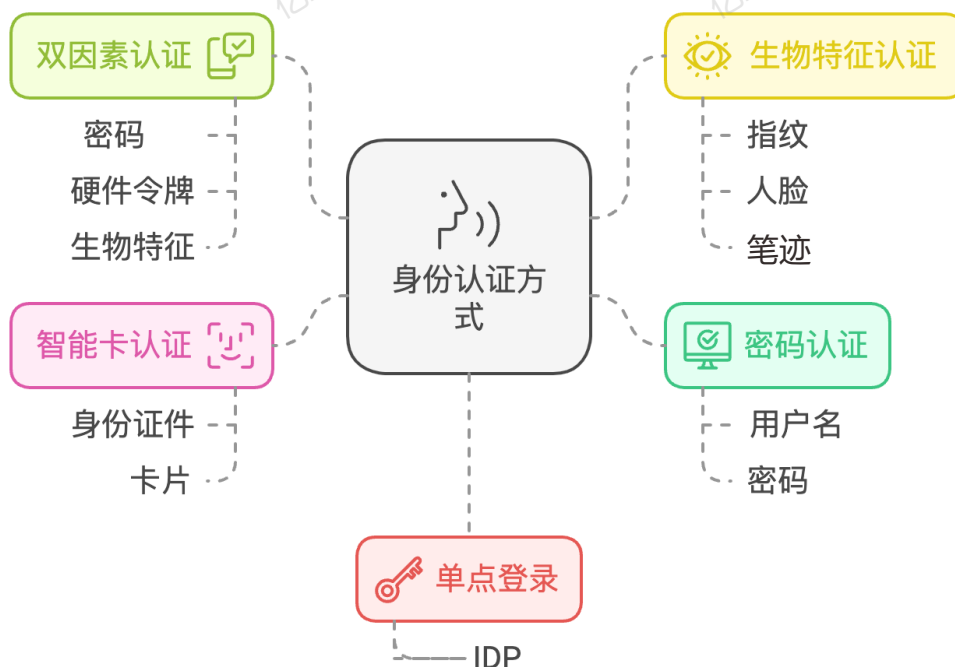 双因素认证
密码
硬件令牌
生物特征
生物特征认证
指纹
人脸
笔迹
身份认证方
式
智能卡认证
身份证件
卡片
密码认证
用户名
密码
单点登录
IDP